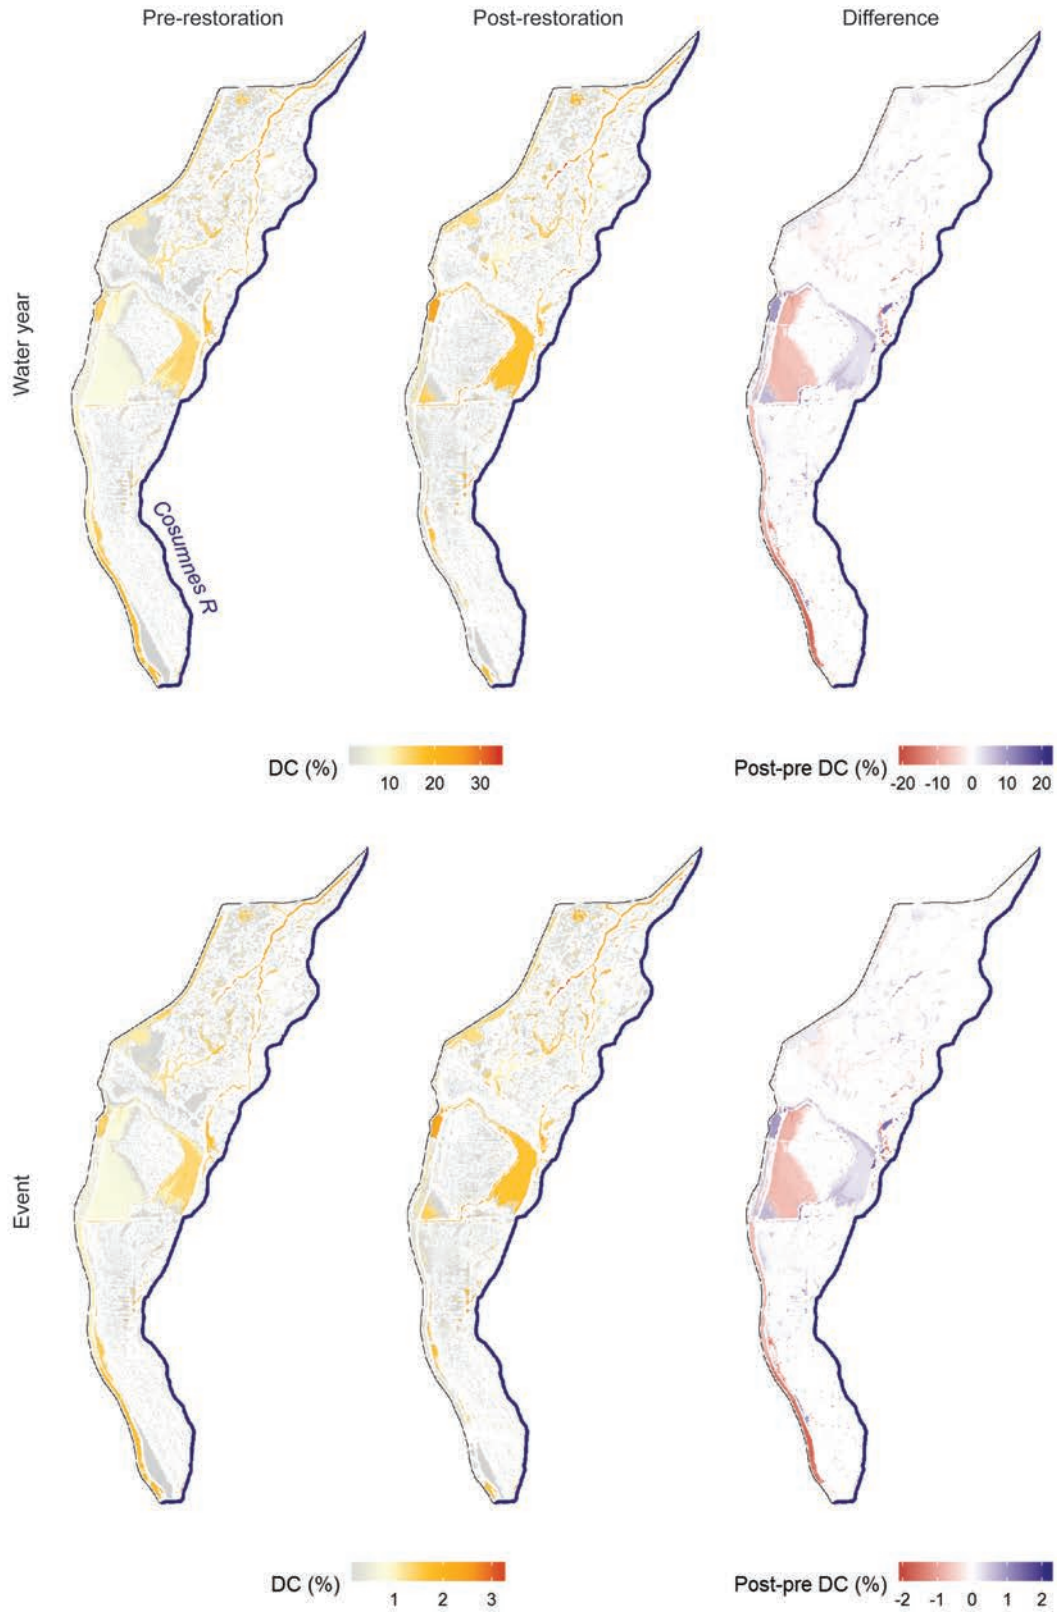 Pre-restoration Post-restoration Difference
Water year
Cosumnes R
DC (%) 10 20 30
Post-pre DC (%) -20 -10 0 10 20
Event
DC (%) 1 2 3
Post-pre DC (%) -2 -1 0 1 2